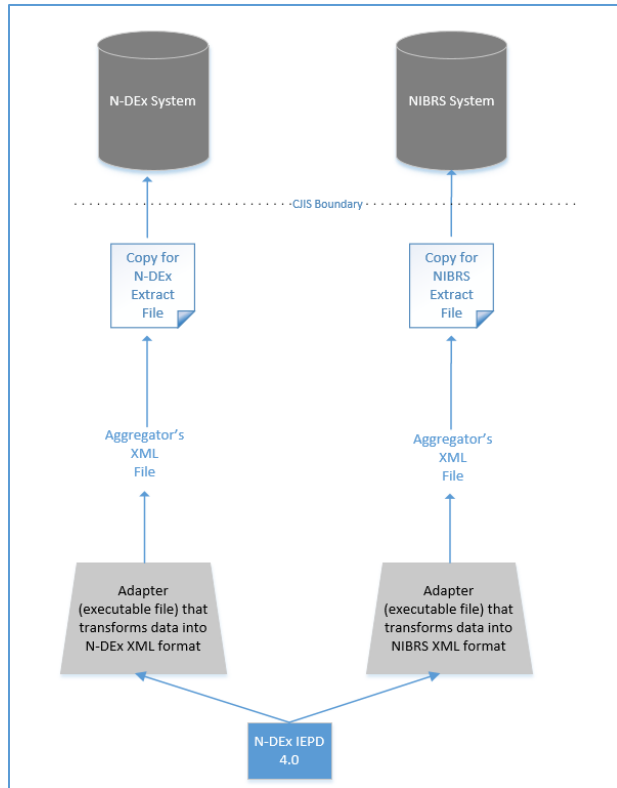 N-DEx System
NIBRS System
CJIS Boundary
Copy for
N-DEx
Extract
File
Copy for
NIBRS
Extract
File
Aggregator's
XML
File
Aggregator's
XML
File
Adapter
(executable file) that
transforms data into
N-DEx XML format
Adapter
(executable file) that
transforms data into
NIBRS XML format
N-DEx IEPD
4.0